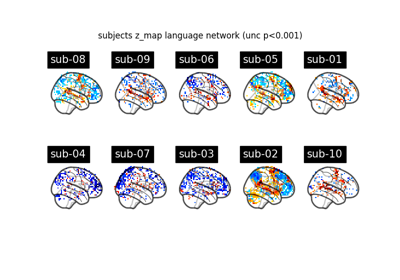 subjects z_map language network (unc p<0.001)
sub-08 sub-09 sub-06 sub-05 sub-01
sub-04 sub-07 sub-03 sub-02 sub-10